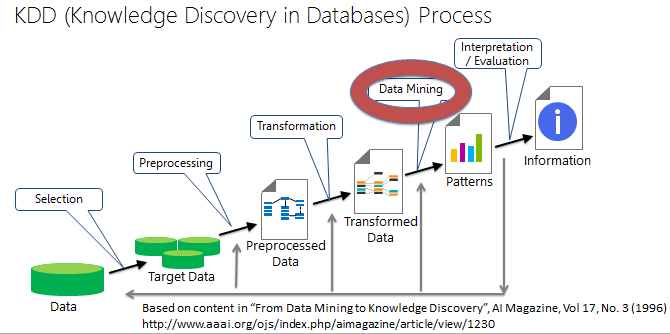 KDD (Knowledge Discovery in Databases) Process
Interpretation
/ Evaluation
Data Mining
Transformation
Preprocessing
Selection
Information
Patterns
Transformed
Data
Preprocessed
Data
Target Data
Data
Based on content in "From Data Mining to Knowledge Discovery", AI Magazine, Vol 17, No. 3 (1996)
http://www.aaai.org/ojs/index.php/aimagazine/article/view/1230